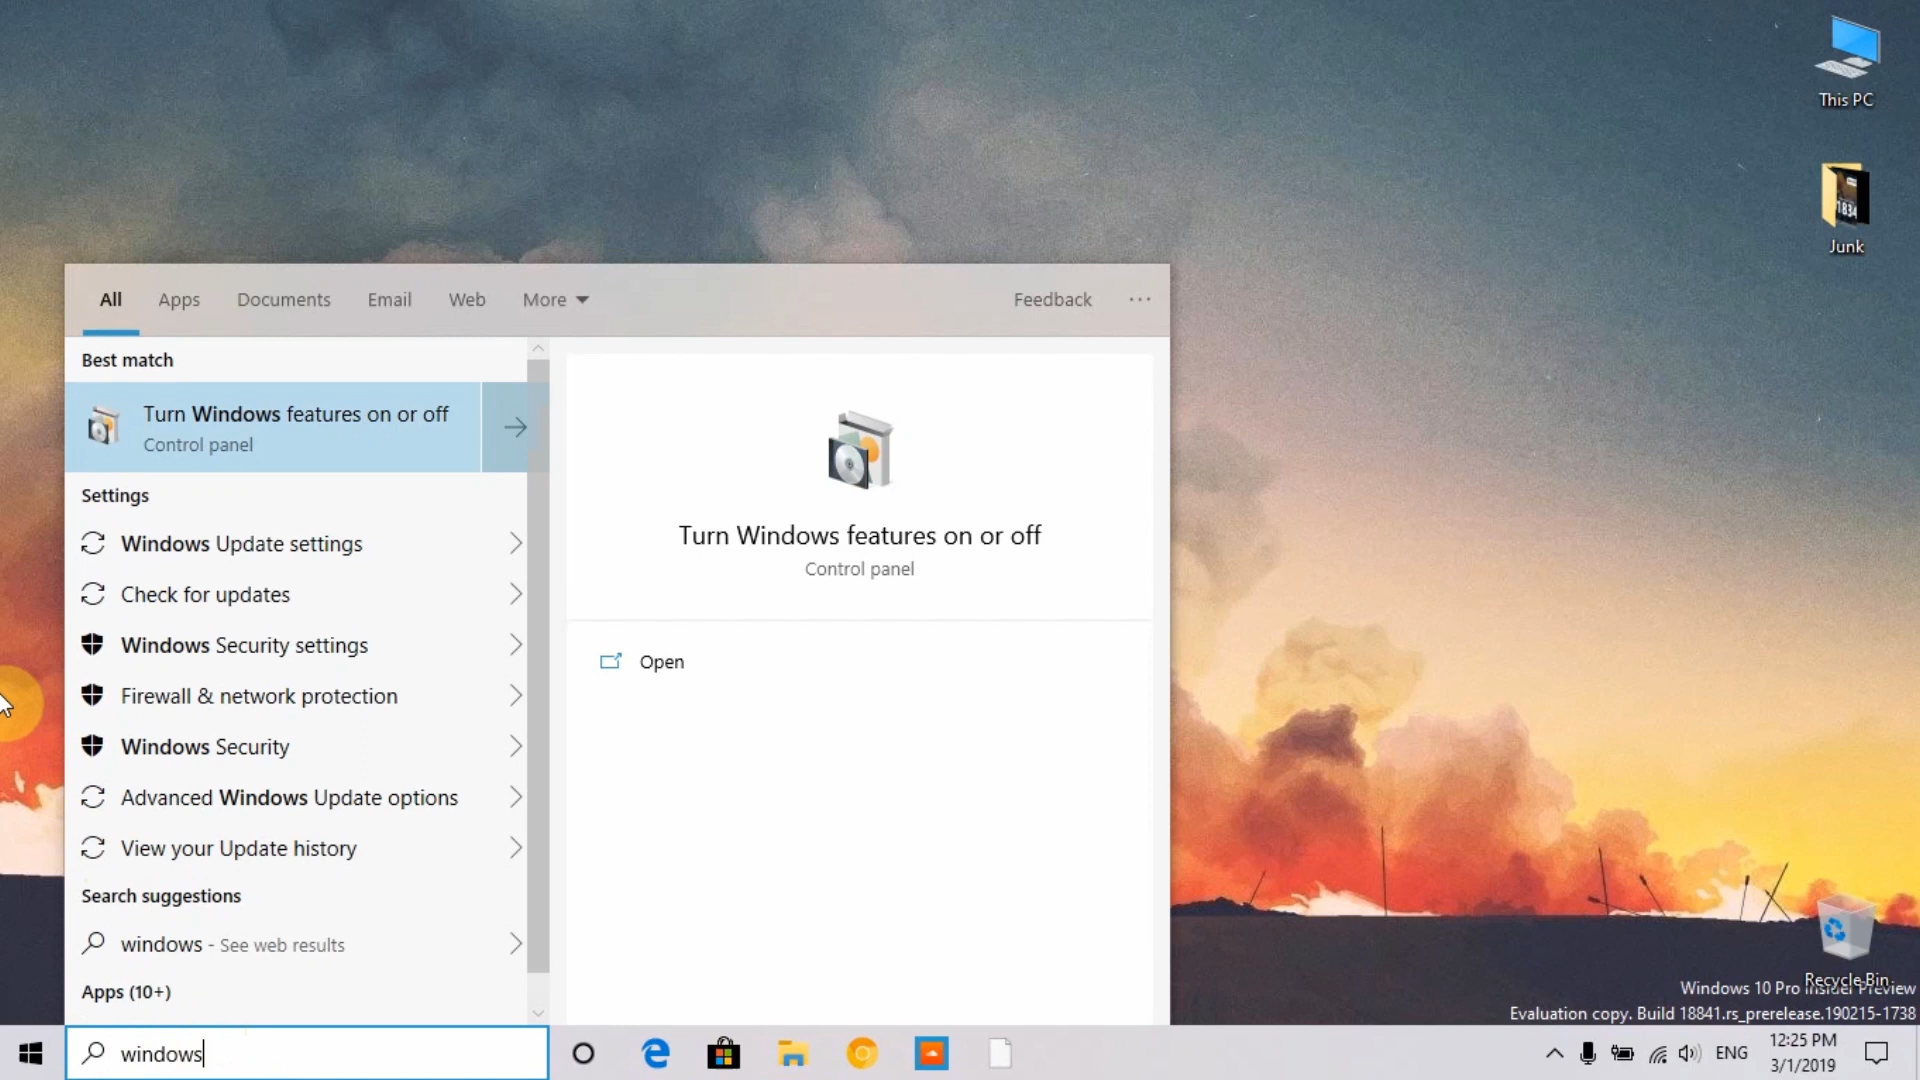 This PC
1834
Junk
All Apps Documents Email Web More Feedback ...
Best match
Turn Windows features on or off
Control panel
Settings
Windows Update settings
Check for updates
Windows Security settings
Firewall & network protection
Windows Security
Advanced Windows Update options
View your Update history
Search suggestions
windows - See web results
Apps (10+)
Turn Windows features on or off
Control panel
Open
Recycle Bin
Windows 10 Pro Insider Preview
Evaluation copy. Build 18841.rs_prerelease.190215-1738
windows
ENG
12:25 PM
3/1/2019